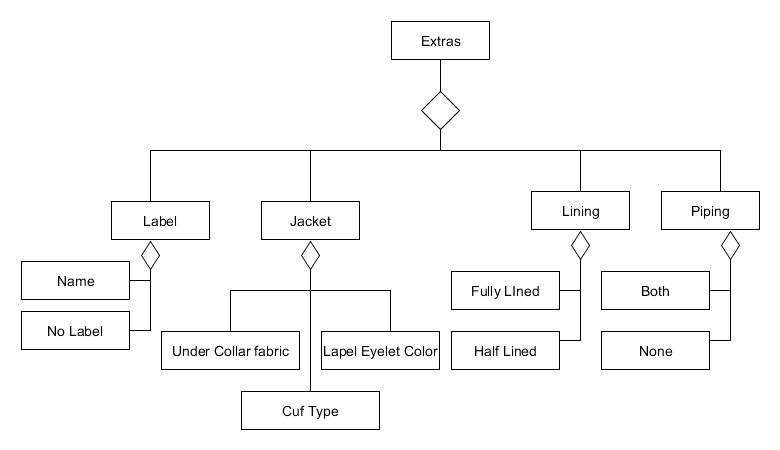 Extras
Label
Jacket
Lining
Piping
Name
No Label
Under Collar fabric
Lapel Eyelet Color
Cuf Type
Fully LIned
Half Lined
Both
None